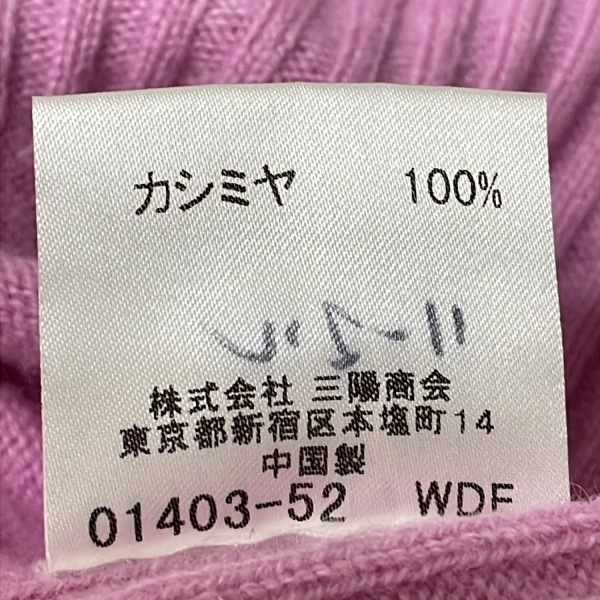 カシミヤ 100%
株式会社 三陽商会
東京都新宿区本塩町14
中国製
01403-52 WDF